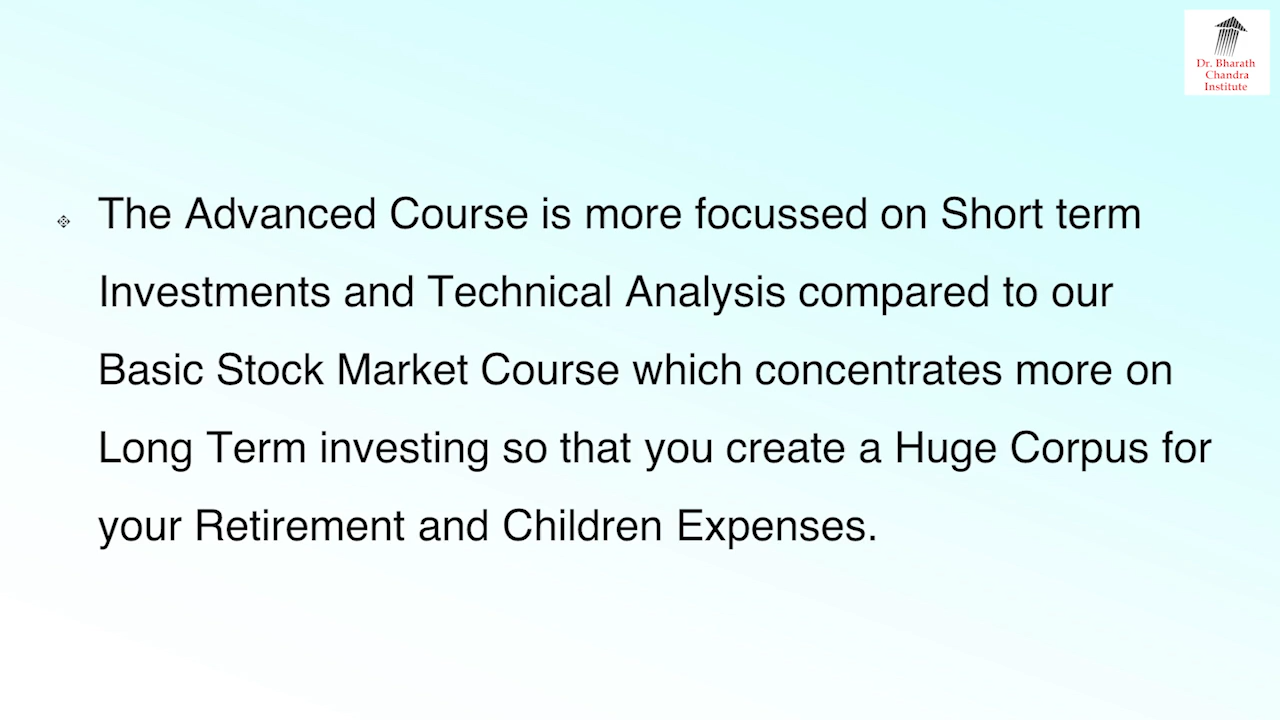 Dr. Bharath
Chandra
Institute
The Advanced Course is more focussed on Short term
Investments and Technical Analysis compared to our
Basic Stock Market Course which concentrates more on
Long Term investing so that you create a Huge Corpus for
your Retirement and Children Expenses.